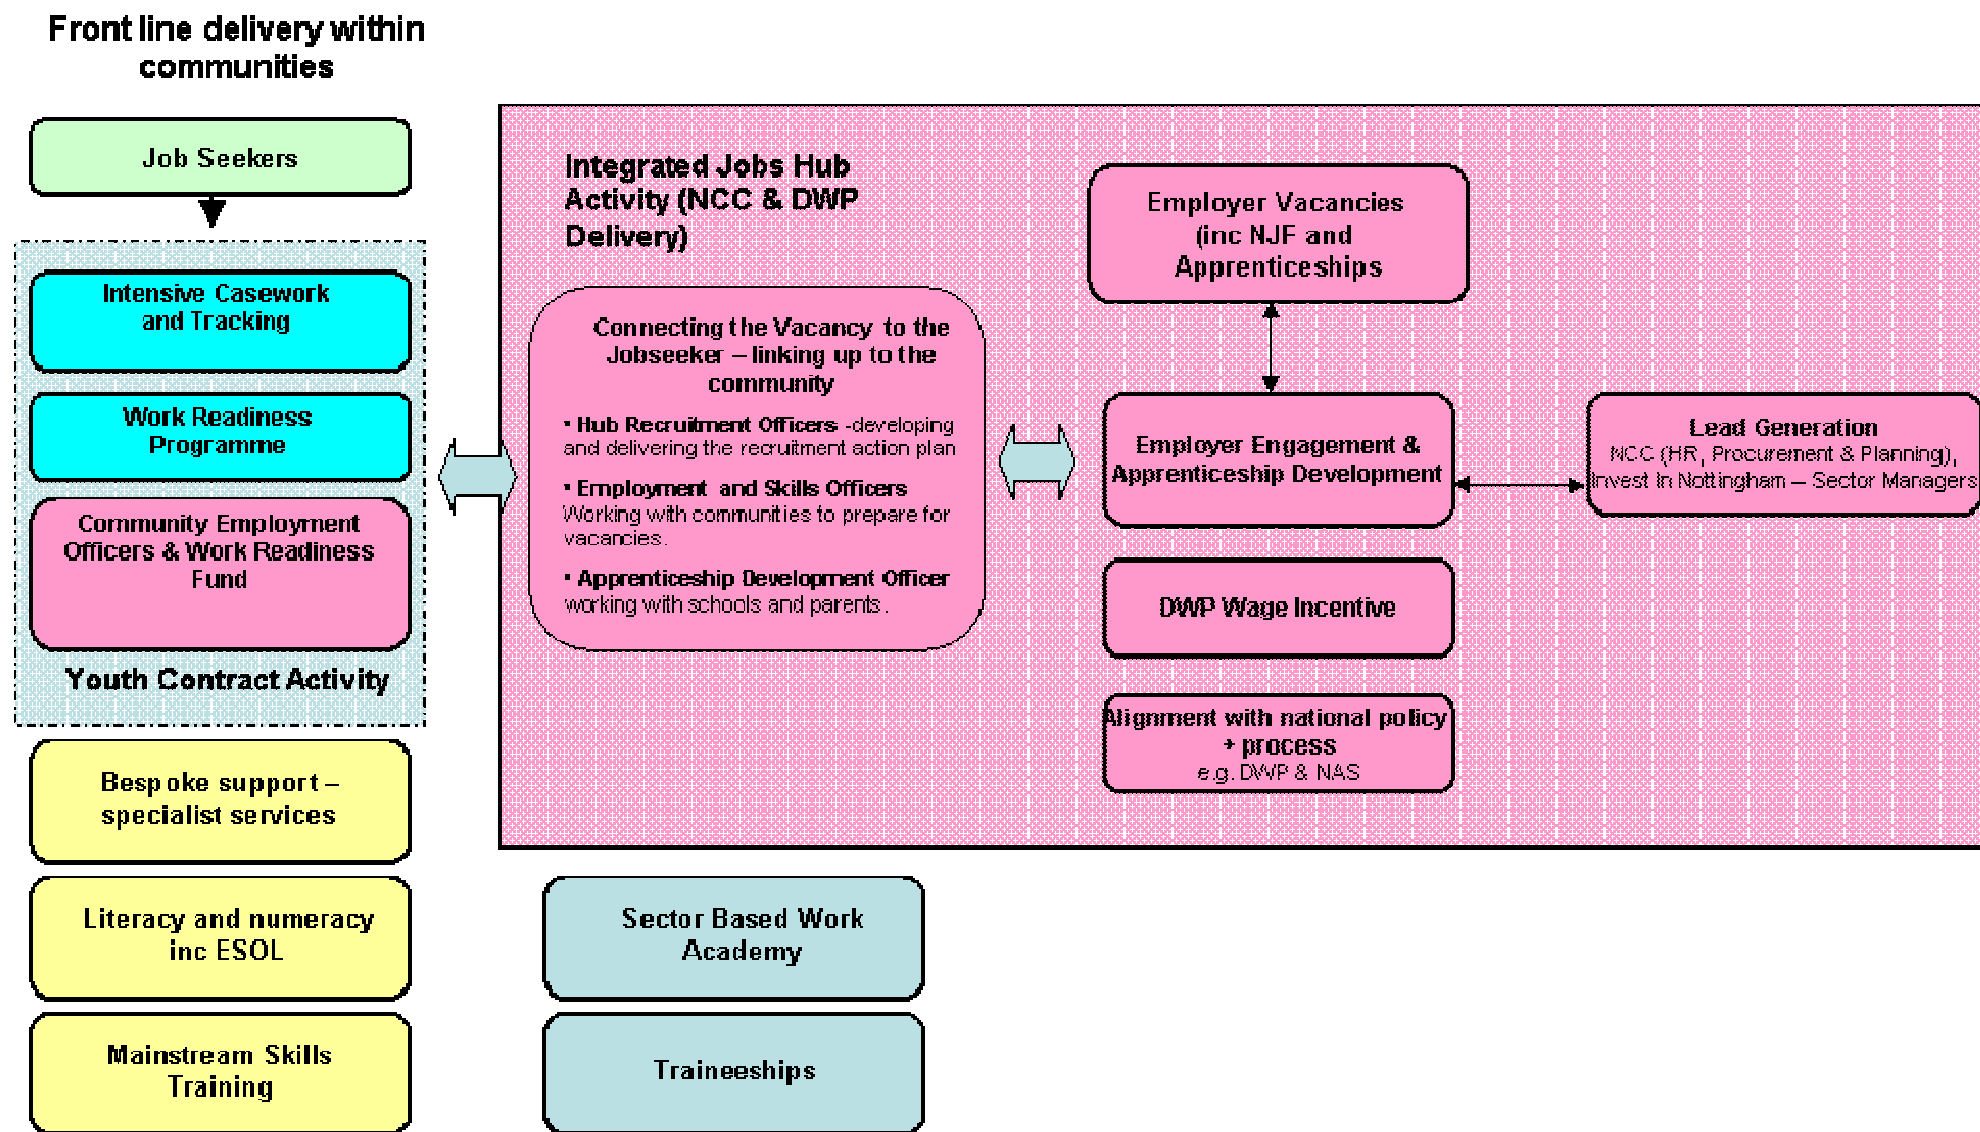 Front line delivery within
communities
Job Seekers
Intensive Casework
and Tracking
Work Readiness
Programme
Community Employment
Officers & Work Readiness
Fund
Youth Contract Activity
Bespoke support –
specialist services
Literacy and numeracy
inc ESOL
Mainstream Skills
Training
Integrated Jobs Hub
Activity (NCC & DWP
Delivery)
Connecting the Vacancy to the
Jobseeker – linking up to the
community
• Hub Recruitment Officers -developing
and delivering the recruitment action plan
• Employment and Skills Officers
Working with communities to prepare for
vacancies.
• Apprenticeship Development Officer
working with schools and parents.
Employer Vacancies
(inc NJF and
Apprenticeships
Employer Engagement &
Apprenticeship Development
DWP Wage Incentive
Alignment with national policy
+ process
e.g. DWP & NAS
Lead Generation
NCC (HR, Procurement & Planning),
Invest In Nottingham – Sector Managers
Sector Based Work
Academy
Traineeships